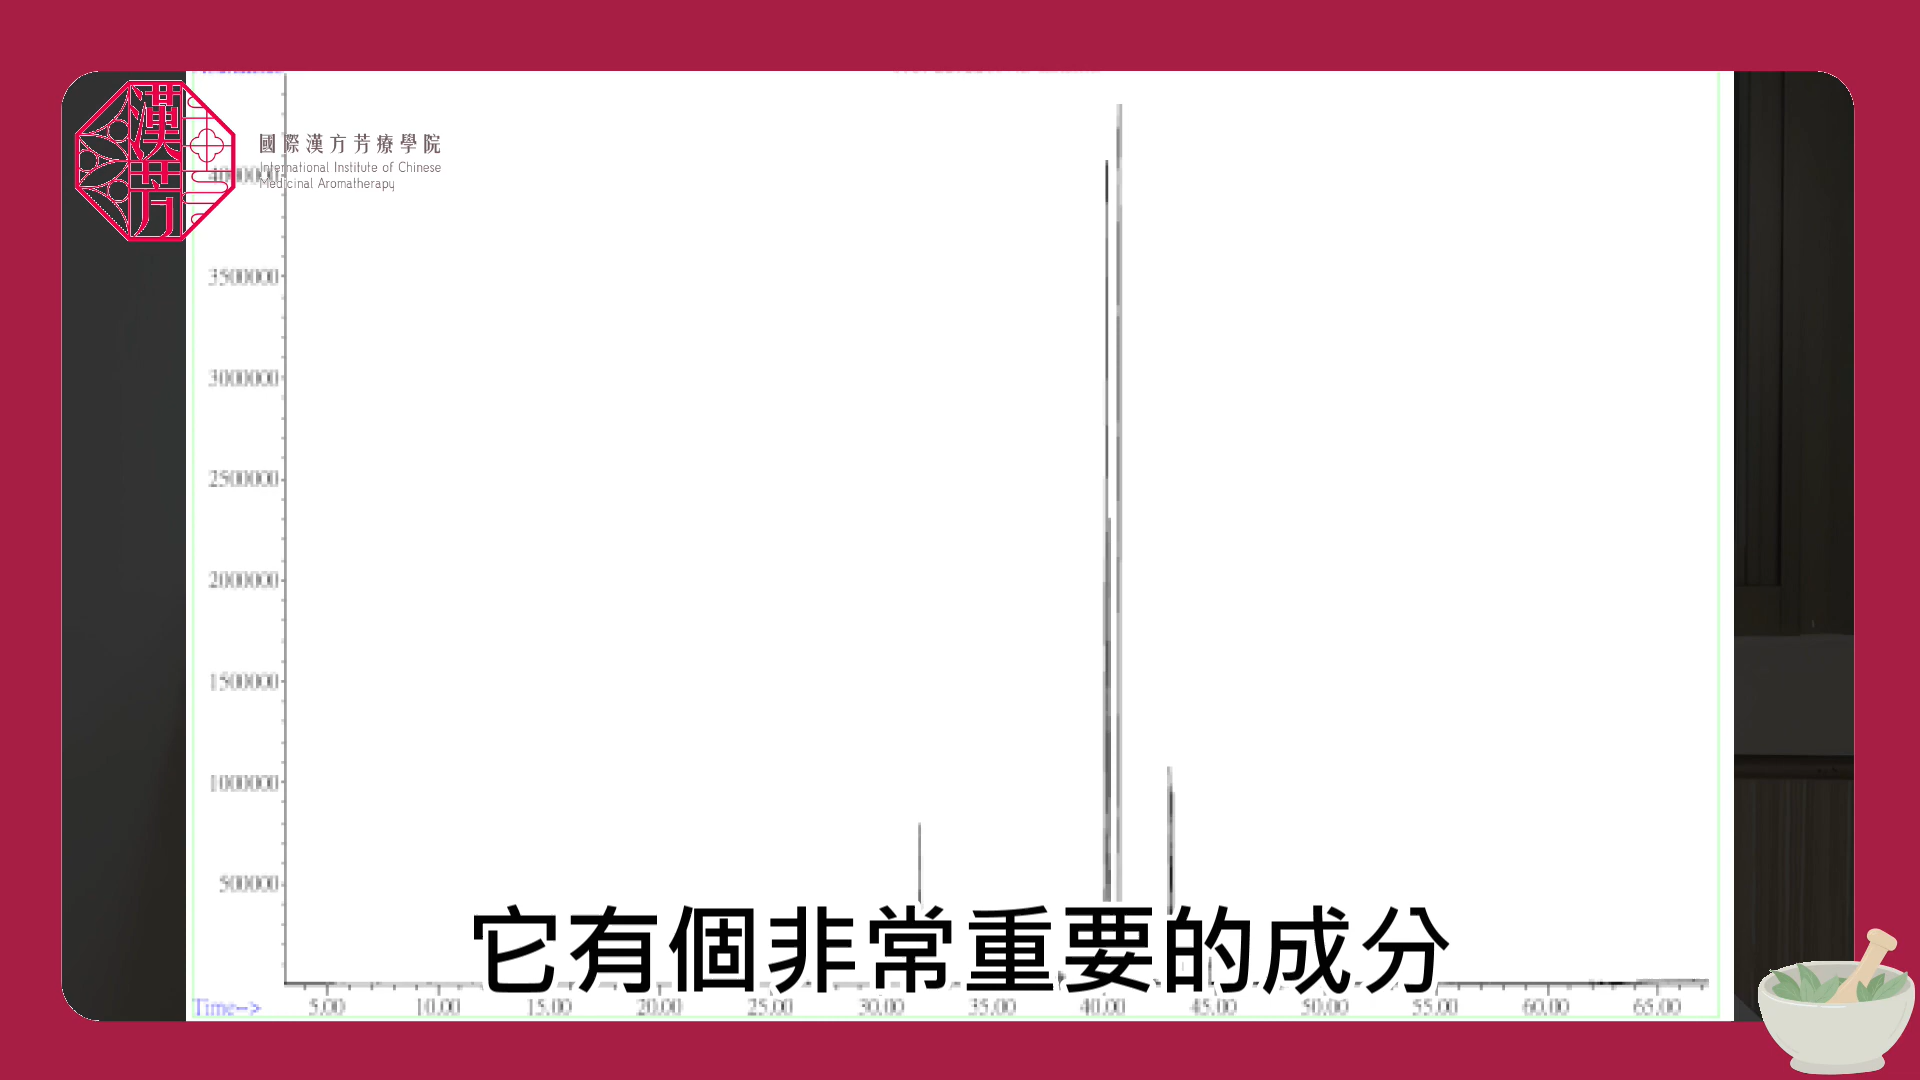 漢芳
國際漢方芳療學院
International Institute of Chinese
Medicinal Aromatherapy
4000000
3500000
3000000
2500000
2000000
1500000
1000000
500000
它有個非常重要的成分
Time-->
5.00 10.00 15.00 20.00 25.00 30.00 35.00 40.00 45.00 50.00 55.00 60.00 65.00